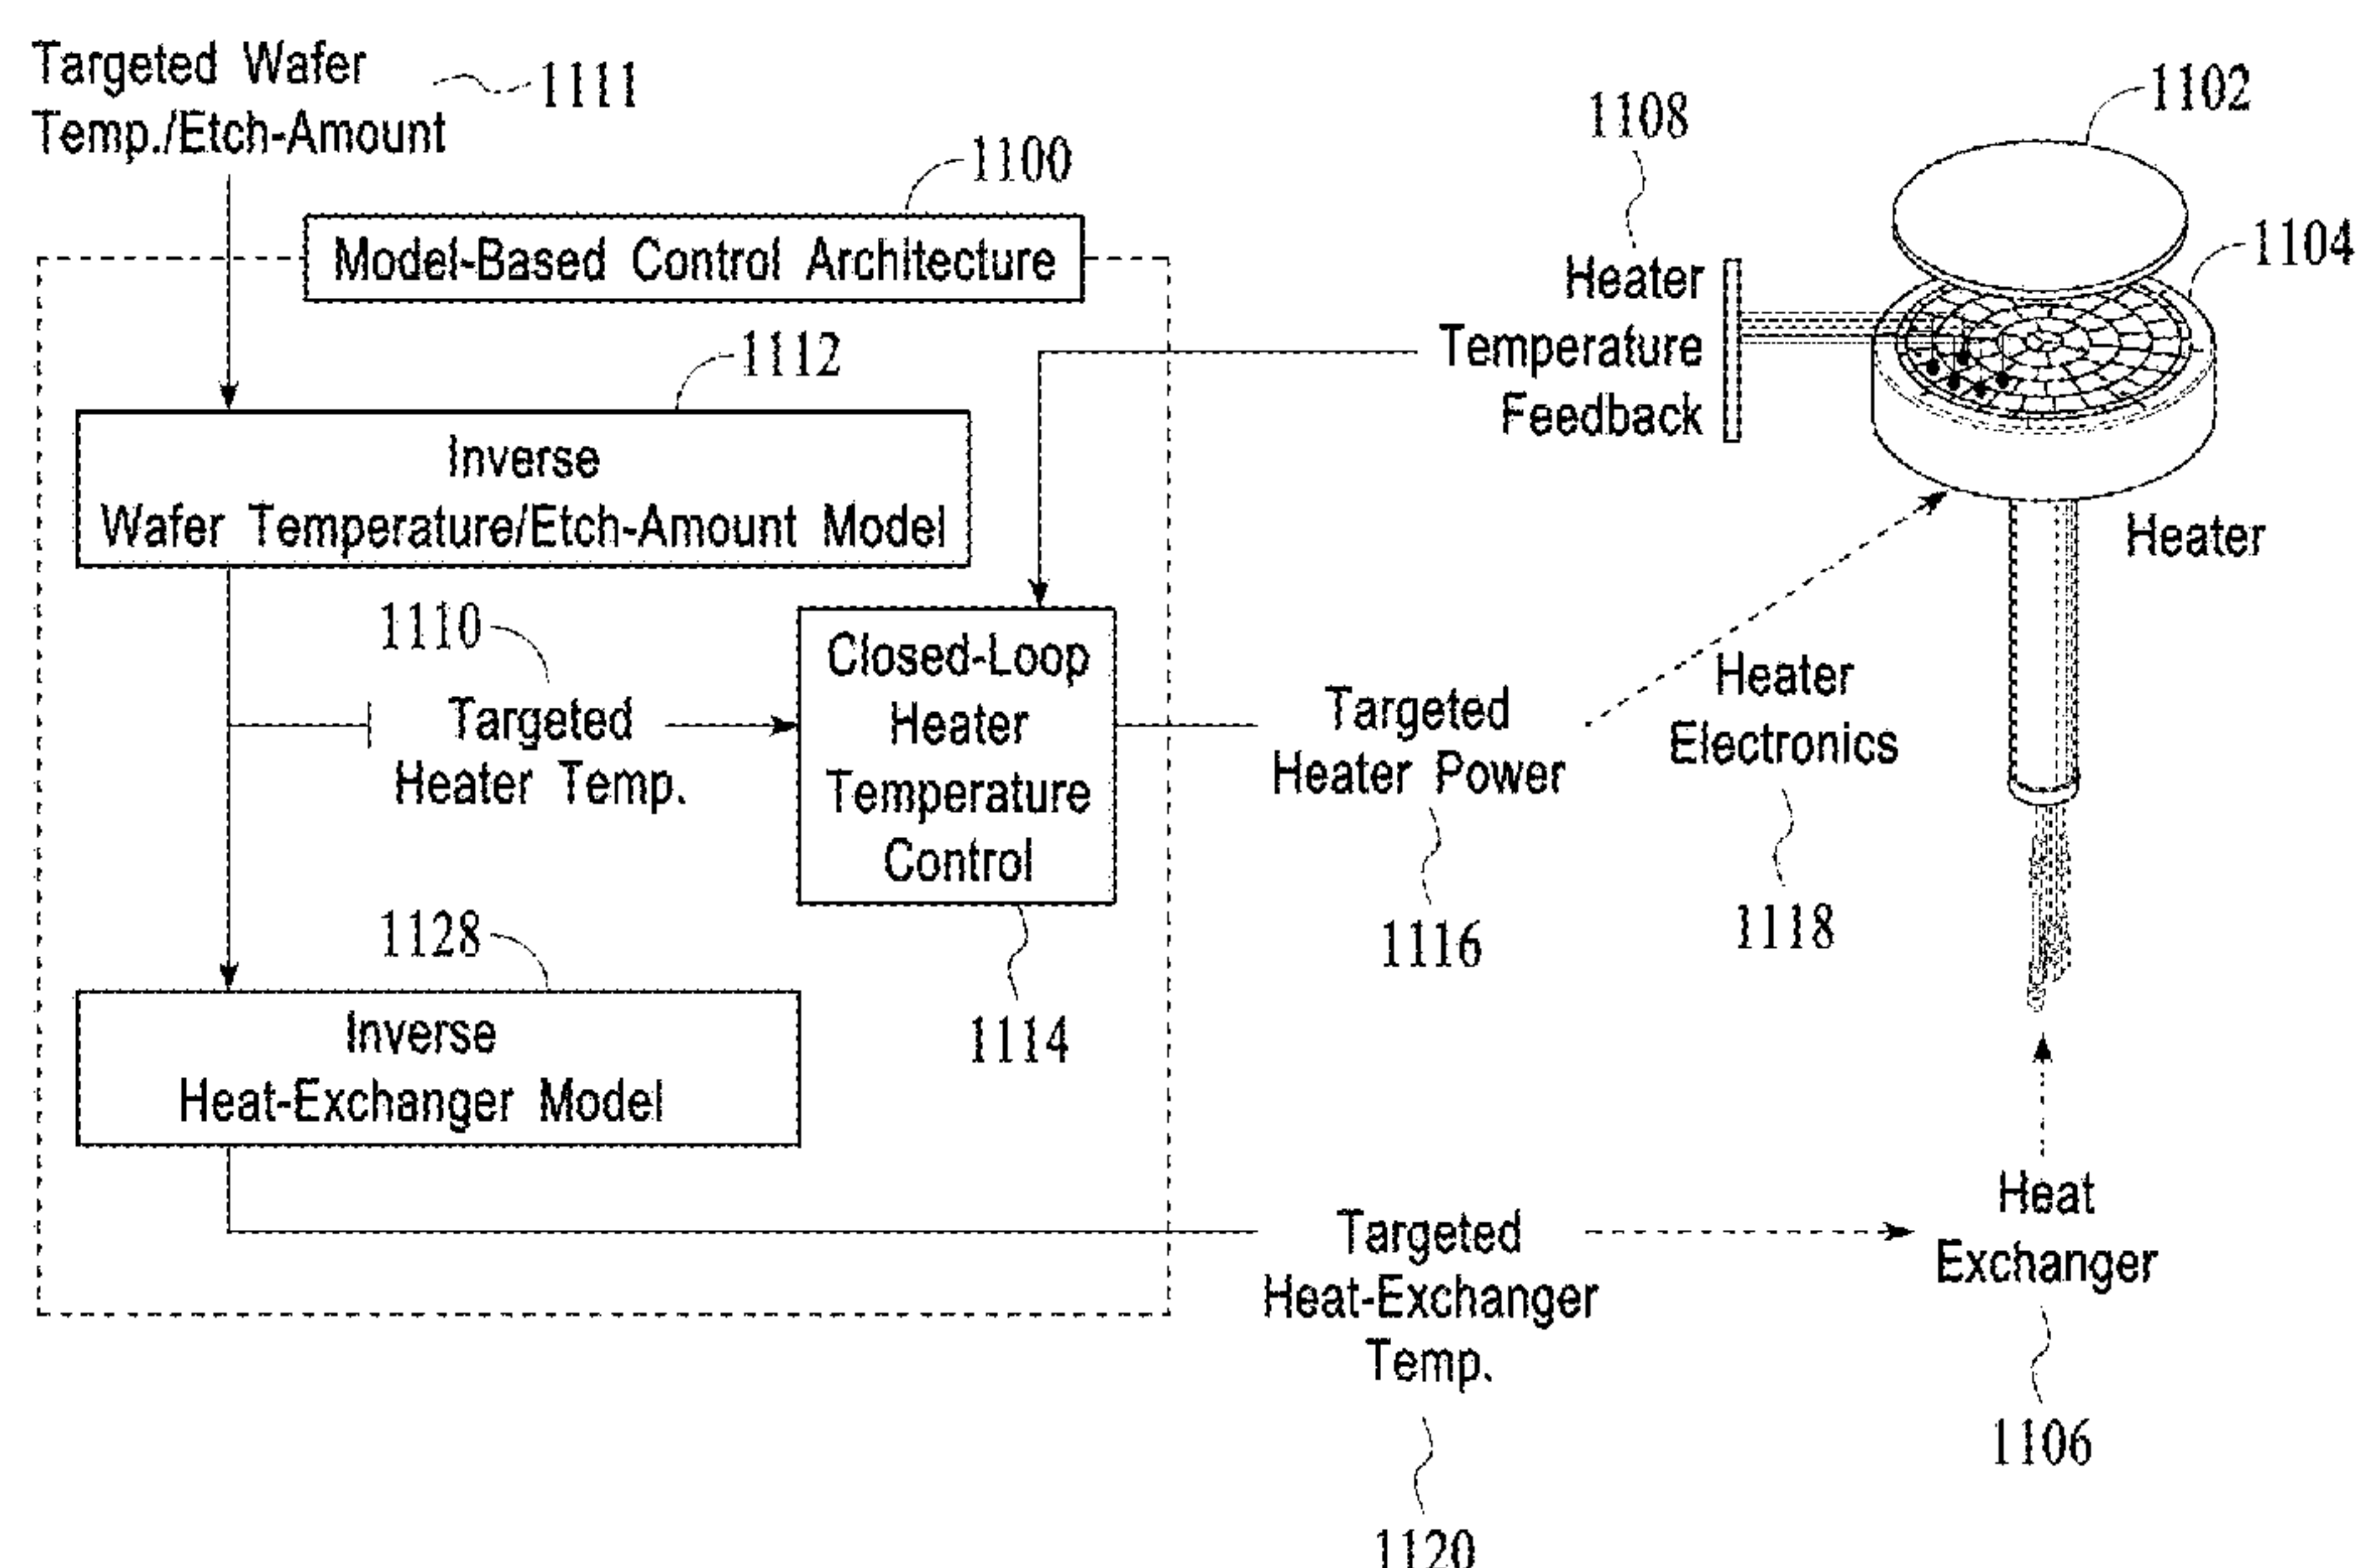 Targeted Wafer
Temp./Etch-Amount
1111
1100
Model-Based Control Architecture
1112
Inverse
Wafer Temperature/Etch-Amount Model
1110
Targeted
Heater Temp.
Closed-Loop
Heater
Temperature
Control
1114
1128
Inverse
Heat-Exchanger Model
1108
Heater
Temperature
Feedback
1102
1104
Heater
Targeted
Heater Power
1116
Heater
Electronics
1118
Targeted
Heat-Exchanger
Temp.
1120
Heat
Exchanger
1106